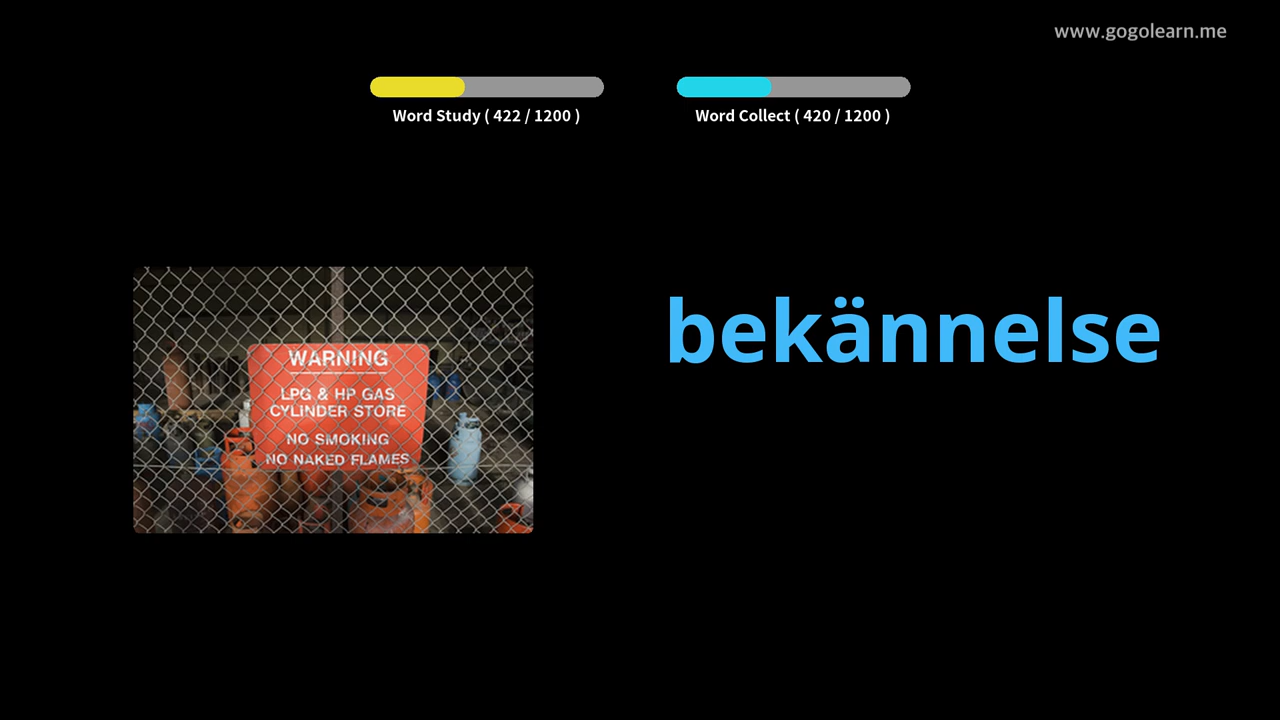 www.gogolearn.me
Word Study ( 422 / 1200 )
Word Collect ( 420 / 1200 )
bekännelse
WARNING
LPG & HP GAS
CYLINDER STORE
NO SMOKING
NO NAKED FLAMES